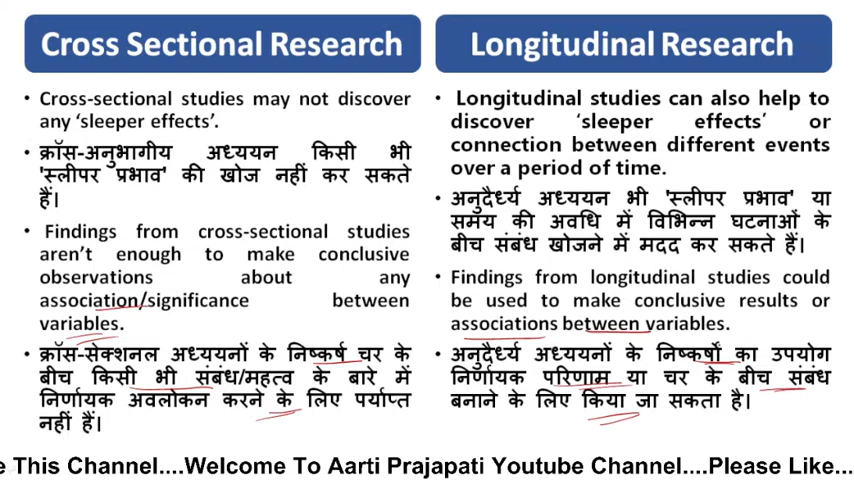 Cross Sectional Research
• Cross-sectional studies may not discover
any ‘sleeper effects’.
• क्रॉस-अनुभागीय अध्ययन किसी भी
'स्लीपर प्रभाव' की खोज नहीं कर सकते
हैं।
• Findings from cross-sectional studies
aren’t enough to make conclusive
observations about any
association/significance between
variables.
• क्रॉस-सेक्शनल अध्ययनों के निष्कर्ष चर के
बीच किसी भी संबंध/महत्व के बारे में
निर्णायक अवलोकन करने के लिए पर्याप्त
नहीं हैं।
Longitudinal Research
• Longitudinal studies can also help to
discover ‘sleeper effects’ or
connection between different events
over a period of time.
• अनुदैर्ध्य अध्ययन भी 'स्लीपर प्रभाव' या
समय की अवधि में विभिन्न घटनाओं के
बीच संबंध खोजने में मदद कर सकते हैं।
• Findings from longitudinal studies could
be used to make conclusive results or
associations between variables.
• अनुदैर्ध्य अध्ययनों के निष्कर्षों का उपयोग
निर्णायक परिणाम या चर के बीच संबंध
बनाने के लिए किया जा सकता है।
e This Channel....Welcome To Aarti Prajapati Youtube Channel....Please Like...